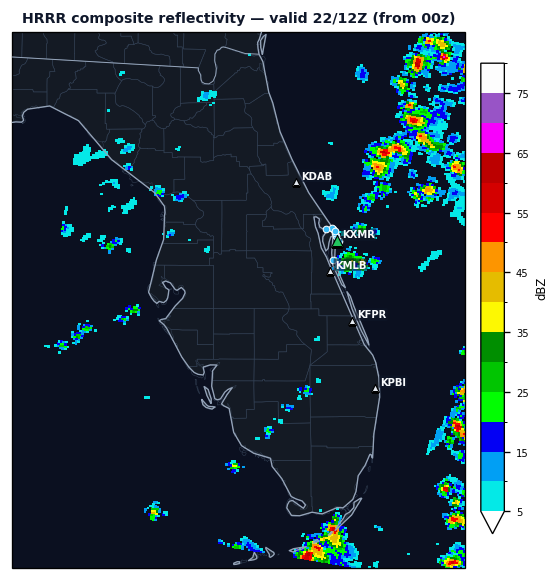 HRRR composite reflectivity — valid 22/12Z (from 00z)
KDAB
KXMR
KMLB
KFPR
KPBI
75
65
55
45
35
25
15
5
dBZ